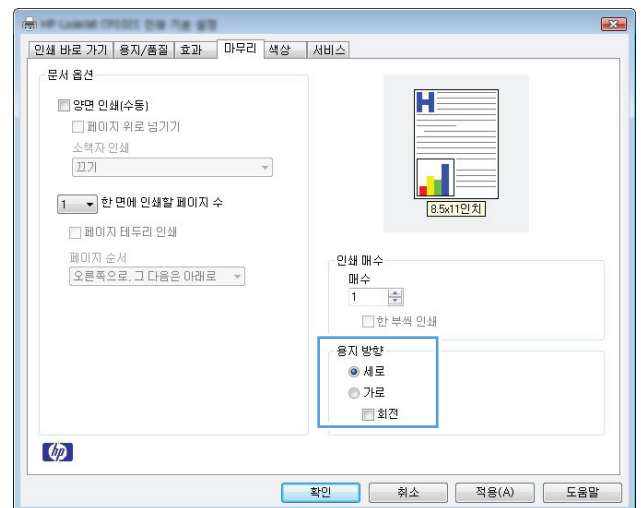 인쇄 바로 가기 용지/품질 효과 마무리 색상 서비스
문서 옵션
양면 인쇄(수동)
페이지 위로 넘기기
소책자 인쇄
끄기
1 한 면에 인쇄할 페이지 수
페이지 테두리 인쇄
페이지 순서
오른쪽으로, 그 다음은 아래로
H
8.5x11인치
인쇄 매수
매수
1
한 부씩 인쇄
용지 방향
세로
가로
회전
hp
확인 취소 적용(A) 도움말